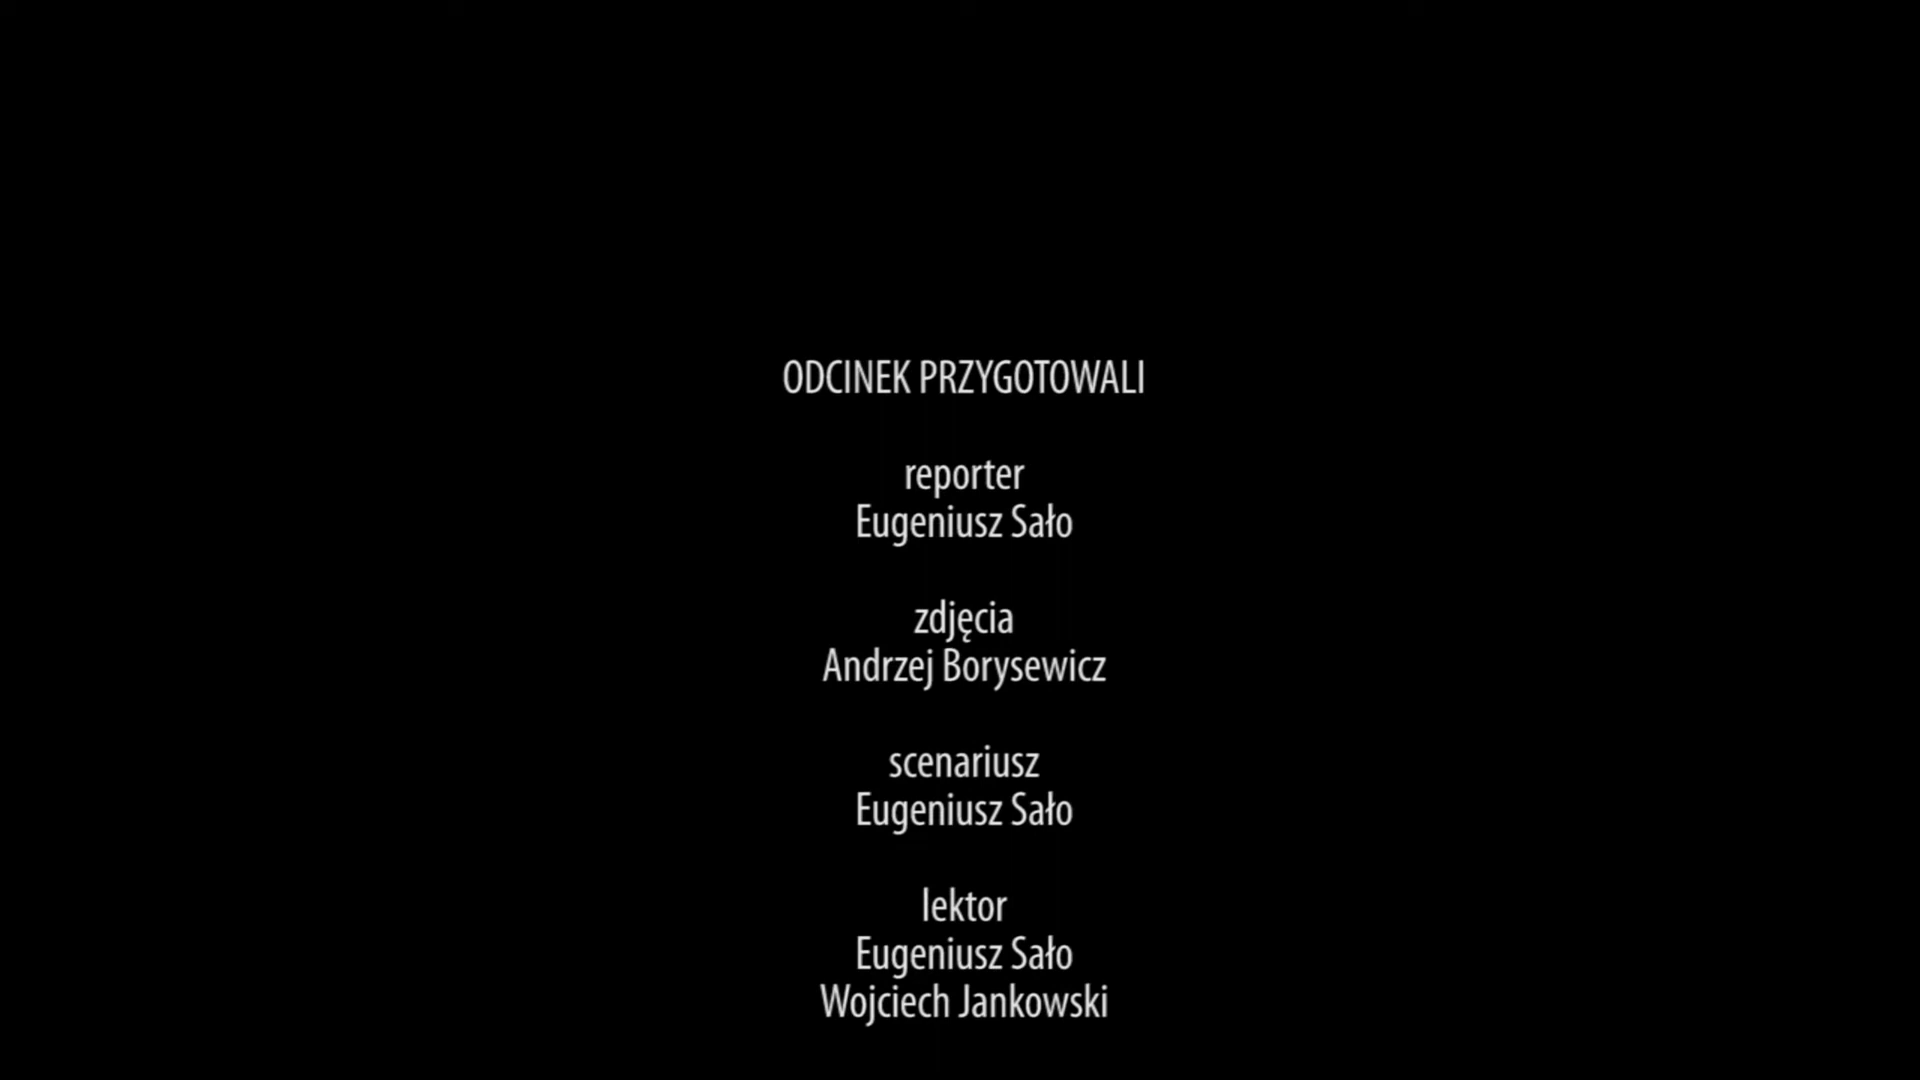 ODCINEK PRZYGOTOWALI
reporter
Eugeniusz Sało
zdjęcia
Andrzej Borysewicz
scenariusz
Eugeniusz Sało
lektor
Eugeniusz Sało
Wojciech Jankowski